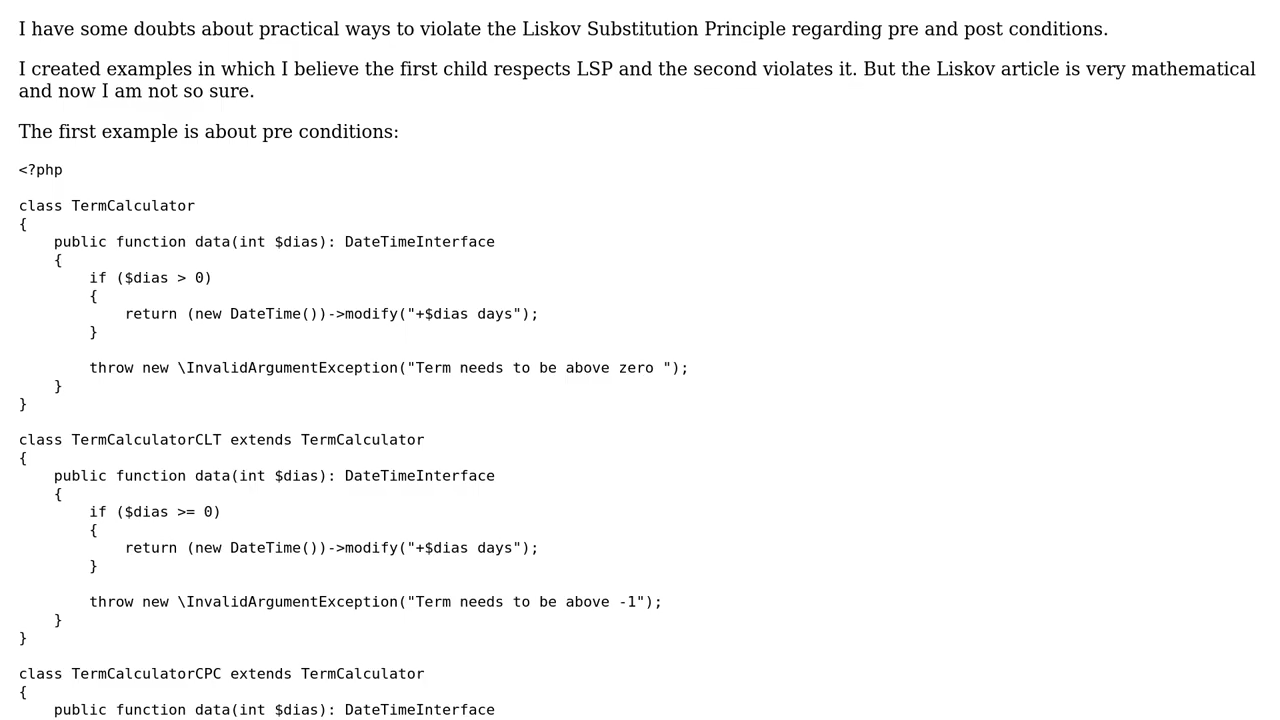 I have some doubts about practical ways to violate the Liskov Substitution Principle regarding pre and post conditions.
I created examples in which I believe the first child respects LSP and the second violates it. But the Liskov article is very mathematical
and now I am not so sure.
The first example is about pre conditions:
<?php
class TermCalculator
{
    public function data(int $dias): DateTimeInterface
    {
        if ($dias > 0)
        {
            return (new DateTime())->modify("+$dias days");
        }
        throw new \InvalidArgumentException("Term needs to be above zero ");
    }
}
class TermCalculatorCLT extends TermCalculator
{
    public function data(int $dias): DateTimeInterface
    {
        if ($dias >= 0)
        {
            return (new DateTime())->modify("+$dias days");
        }
        throw new \InvalidArgumentException("Term needs to be above -1");
    }
}
class TermCalculatorCPC extends TermCalculator
{
    public function data(int $dias): DateTimeInterface